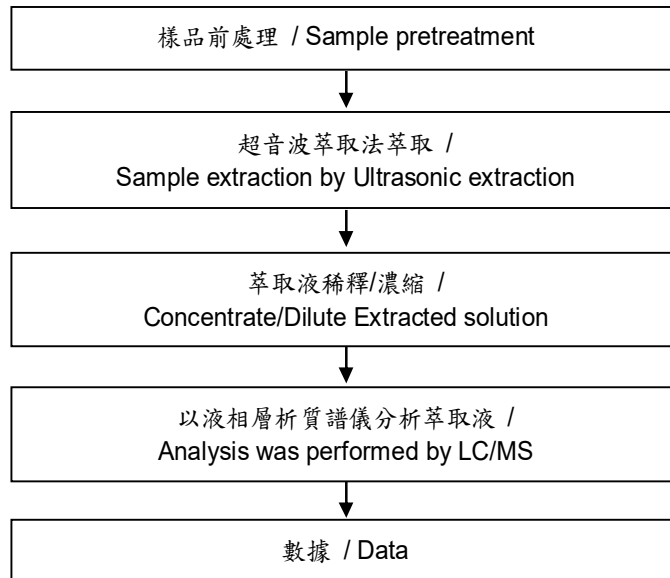 樣品前處理 / Sample pretreatment
超音波萃取法萃取 /
Sample extraction by Ultrasonic extraction
萃取液稀釋/濃縮 /
Concentrate/Dilute Extracted solution
以液相層析質譜儀分析萃取液 /
Analysis was performed by LC/MS
數據 / Data